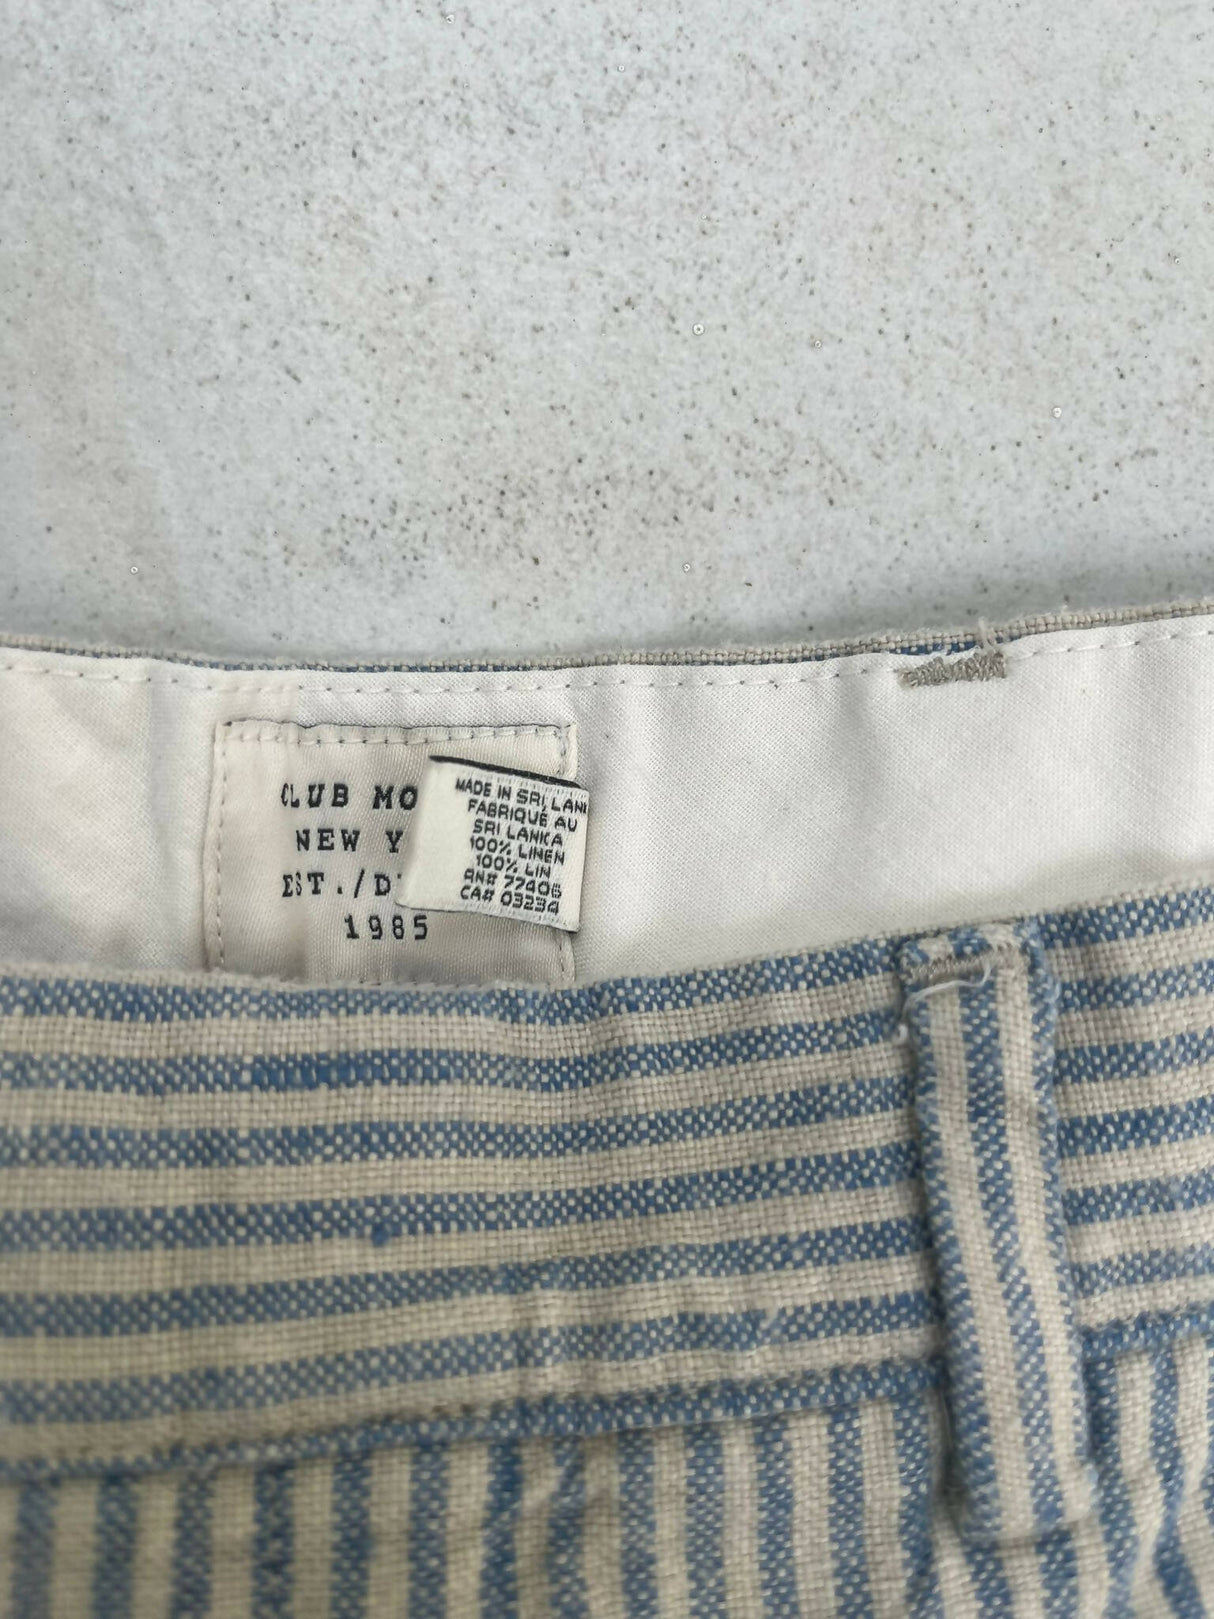 CLUB MO
NEW Y
EST./D
1985
MADE IN SRI LAN
FABRIQUÉ AU
SRI LANKA
100% LINEN
100% LIN
RN# 77406
CA# 03234